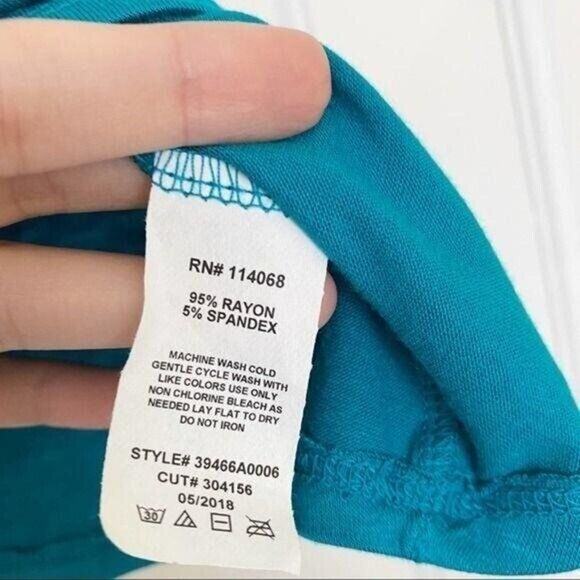 RN# 114068
95% RAYON
5% SPANDEX
MACHINE WASH COLD
GENTLE CYCLE WASH WITH
LIKE COLORS USE ONLY
NON CHLORINE BLEACH AS
NEEDED LAY FLAT TO DRY
DO NOT IRON
STYLE# 39466A0006
CUT# 304156
05/2018
30